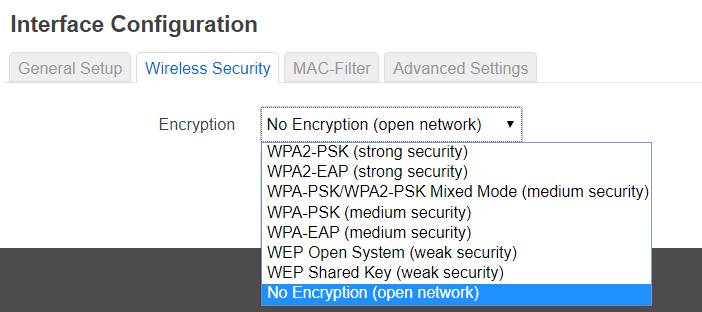 Interface Configuration
General Setup Wireless Security MAC-Filter Advanced Settings
Encryption No Encryption (open network)
WPA2-PSK (strong security)
WPA2-EAP (strong security)
WPA-PSK/WPA2-PSK Mixed Mode (medium security)
WPA-PSK (medium security)
WPA-EAP (medium security)
WEP Open System (weak security)
WEP Shared Key (weak security)
No Encryption (open network)